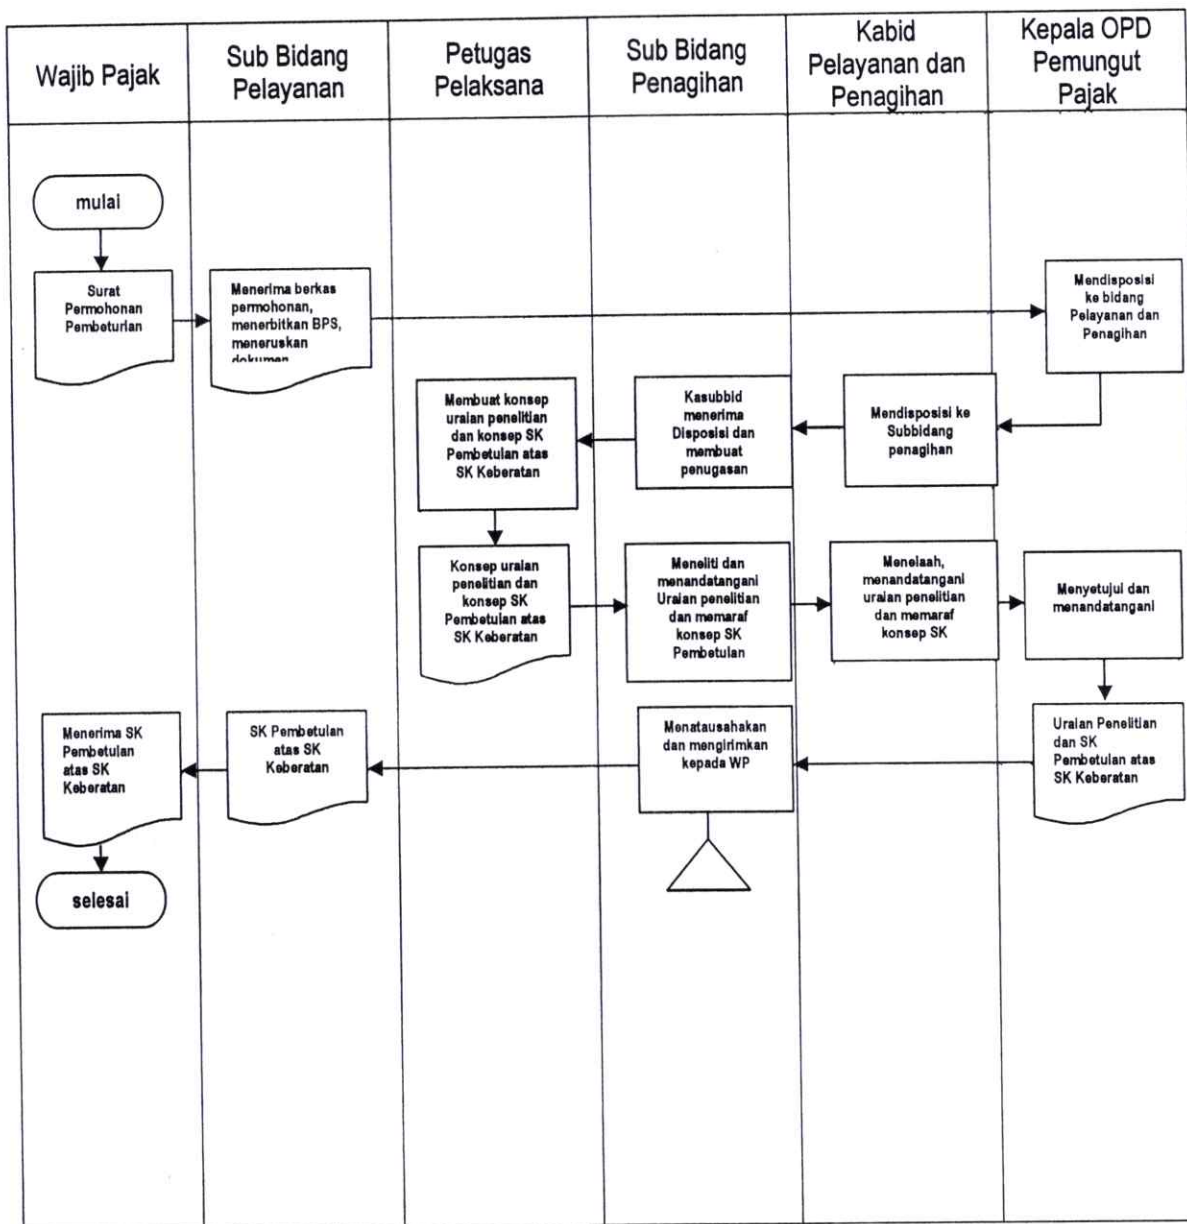 Wajib Pajak
Sub Bidang
Pelayanan
Petugas
Pelaksana
Sub Bidang
Penagihan
Kabid
Pelayanan dan
Penagihan
Kepala OPD
Pemungut
Pajak
mulai
Surat
Permohonan
Pembeturlan
Menerima berkas
permohonan,
menerbitkan BPS,
meneruskan
dokumen
Mendisposisi
ke bidang
Pelayanan dan
Penagihan
Membuat konsep
uraian penelitian
dan konsep SK
Pembetulan atas
SK Keberatan
Kasubbid
menerima
Disposisi dan
membuat
penugasan
Mendisposisi ke
Subbidang
penagihan
Konsep uraian
penelitian dan
konsep SK
Pembetulan atas
SK Keberatan
Meneliti dan
menandatangani
Uraian penelitian
dan memaraf
konsep SK
Pembetulan
Menelaah,
menandatangani
uraian penelitian
dan memaraf
konsep SK
Menyetujui dan
menandatangani
Menerima SK
Pembetulan
atas SK
Keberatan
SK Pembetulan
atas SK
Keberatan
Menatausahakan
dan mengirimkan
kepada WP
Uraian Penelitian
dan SK
Pembetulan atas
SK Keberatan
selesai